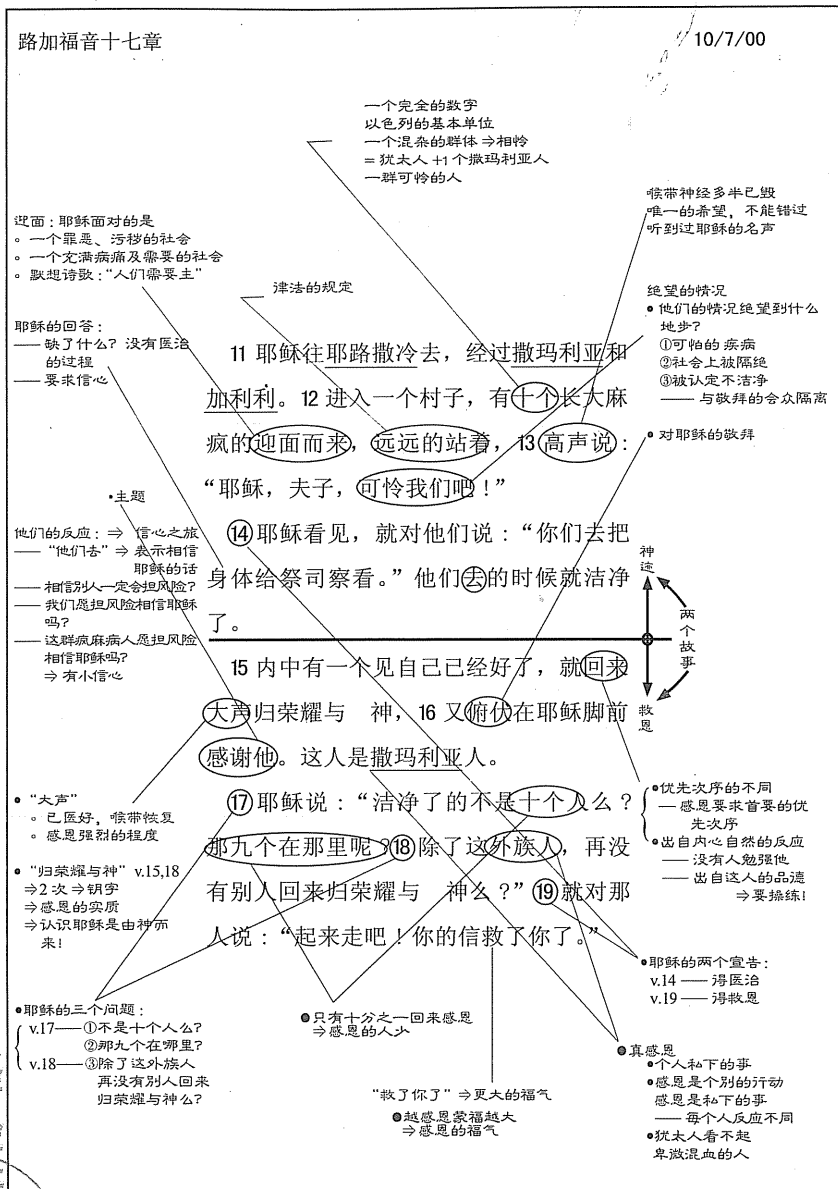 路加福音十七章
10/7/00
一个完全的数字
以色列的基本单位
一个混杂的群体 ⇒相怜
= 犹太人 +1 个撒玛利亚人
一群可怜的人
喉带神经多半已毁
唯一的希望，不能错过
听到过耶稣的名声
迎面：耶稣面对的是
。一个罪恶、污秽的社会
。一个充满病痛及需要的社会
。默想诗歌：“人们需要主”
律法的规定
绝望的情况
• 他们的情况绝望到什么
地步？
①可怕的 疾病
②社会上被隔绝
③被认定不洁净
—— 与敬拜的会众隔离
• 对耶稣的敬拜
耶稣的回答：
—— 缺了什么？ 没有医治
的过程
—— 要求信心
11 耶稣往耶路撒冷去，经过撒玛利亚和
加利利。12 进入一个村子，有十个长大麻
疯的迎面而来，远远的站着，13 高声说：
“耶稣，夫子，可怜我们吧！”
⑭耶稣看见，就对他们说：“你们去把
身体给祭司察看。”他们去的时候就洁净
了。
•主题
他们的反应： ⇒ 信心之旅
—— “他们去” ⇒ 表示相信
耶稣的话
—— 相信别人一定会担风险？
—— 我们愿担风险相信耶稣
吗？
—— 这群疯麻病人愿担风险
相信耶稣吗？
⇒ 有小信心
神迹
两个故事
救恩
15 内中有一个见自己已经好了，就回来
大声归荣耀与 神，16 又俯伏在耶稣脚前
感谢他。这人是撒玛利亚人。
⑰耶稣说：“洁净了的不是十个人么？
那九个在那里呢？⑱除了这外族人，再没
有别人回来归荣耀与 神么？”⑲就对那
人说：“起来走吧！你的信救了你了。”
• “大声”
。已医好，喉带恢复
。感恩强烈的程度
• “归荣耀与神” v.15,18
⇒2 次 ⇒钥字
⇒感恩的实质
⇒认识耶稣是由神而
来！
•优先次序的不同
—感恩要求首要的优
先次序
•出自内心自然的反应
—— 没有人勉强他
—— 出自这人的品德
⇒要操练！
•耶稣的两个宣告：
v.14 —— 得医治
v.19 —— 得救恩
•耶稣的三个问题：
v.17—— ①不是十个人么？
②那九个在哪里？
v.18—— ③除了这外族人
再没有别人回来
归荣耀与神么？
•只有十分之一回来感恩
⇒感恩的人少
“救了你了” ⇒更大的福气
•越感恩蒙福越大
⇒感恩的福气
•真感恩
•个人私下的事
•感恩是个别的行动
感恩是私下的事
—— 每个人反应不同
•犹太人看不起
卑微混血的人